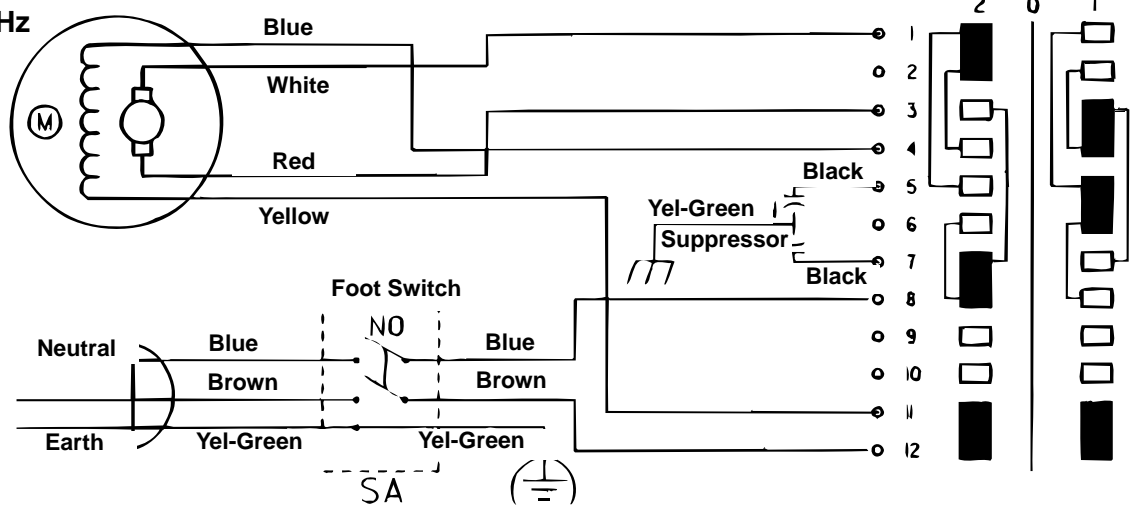 Hz
2 0 1
Blue
White
M
Red
Yellow
1
2
3
4
Black
5
Yel-Green
6
Suppressor
7
Black
8
Foot Switch
NO
9
Neutral
Blue
Blue
10
Brown
Brown
11
Earth
Yel-Green
Yel-Green
12
SA